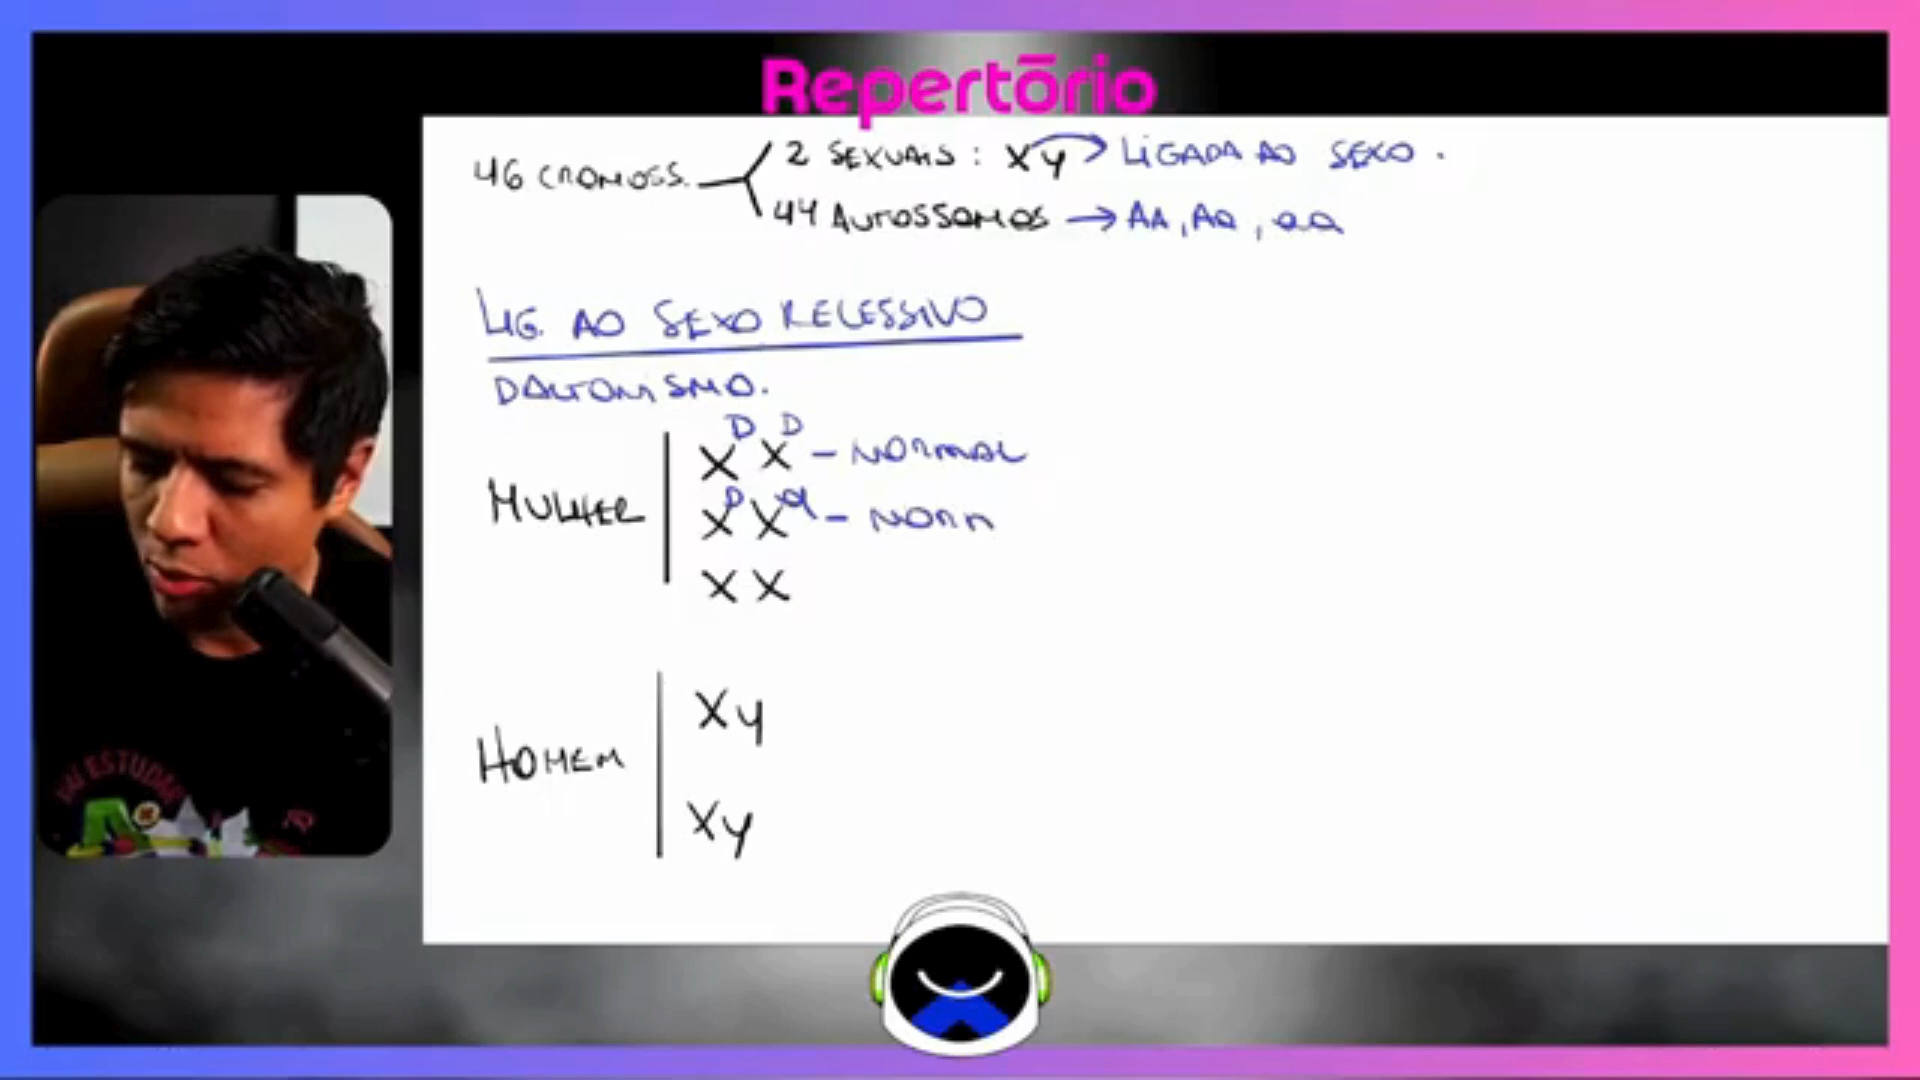 Repertório
46 CROMOSS.
2 SEXUAIS : XY → LIGADA AO SEXO.
44 AUTOSSOMOS → AA, Aa, aa
LIG. AO SEXO RECESSIVO
DALTONISMO.
MULHER
X^D X^D - NORMAL
X^D X^d - NORM
X X
HOMEM
XY
XY
ESTUDAR